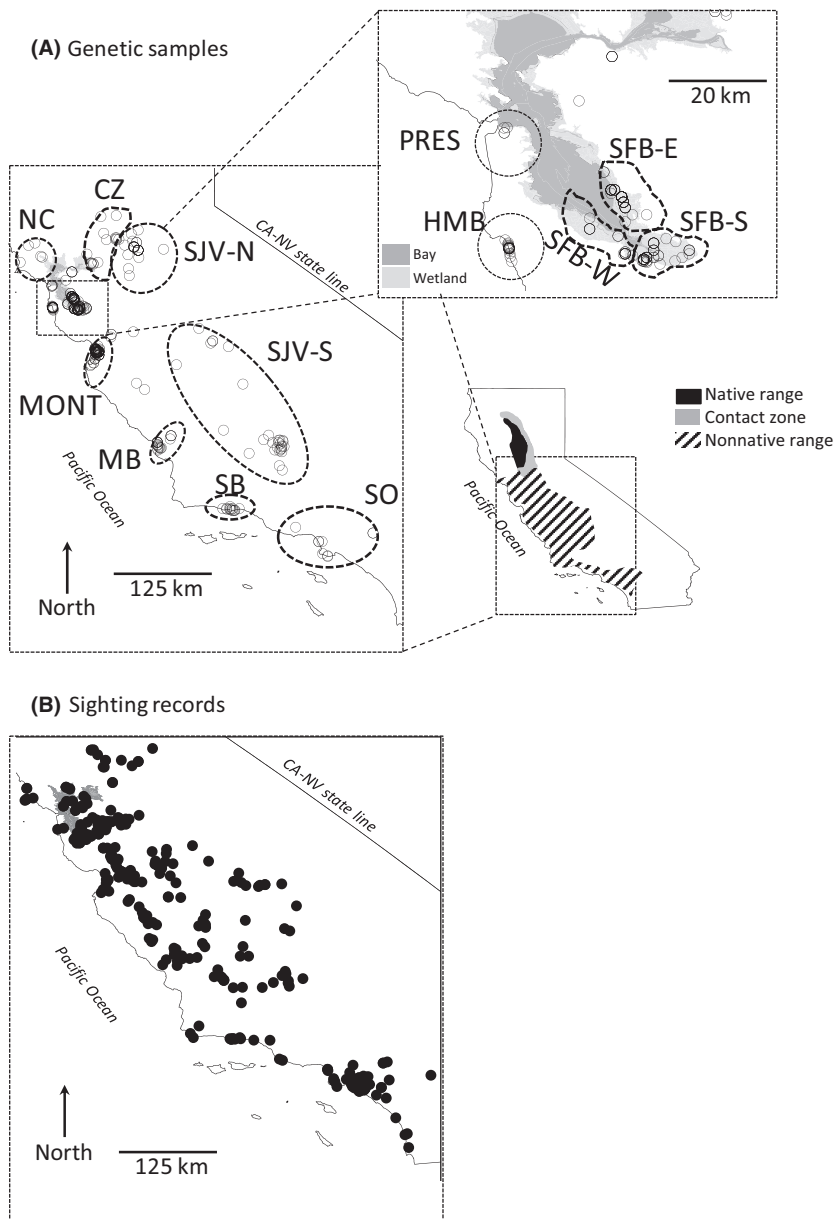 (A) Genetic samples
20 km
PRES
SFB-E
HMB
SFB-W
SFB-S
Bay
Wetland
NC
CZ
SJV-N
CA-NV state line
MONT
SJV-S
MB
SB
SO
Pacific Ocean
North
125 km
Native range
Contact zone
Nonnative range
Pacific Ocean
(B) Sighting records
CA-NV state line
Pacific Ocean
North
125 km